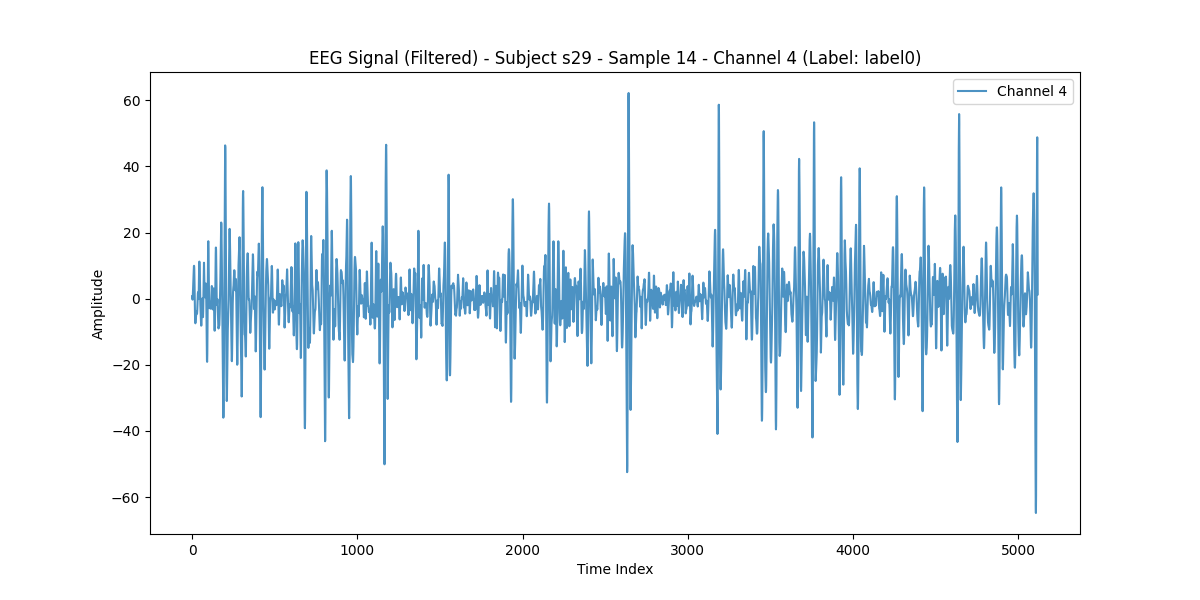 EEG Signal (Filtered) - Subject s29 - Sample 14 - Channel 4 (Label: label0)
Channel 4
Amplitude
60
40
20
0
−20
−40
−60
0 1000 2000 3000 4000 5000
Time Index